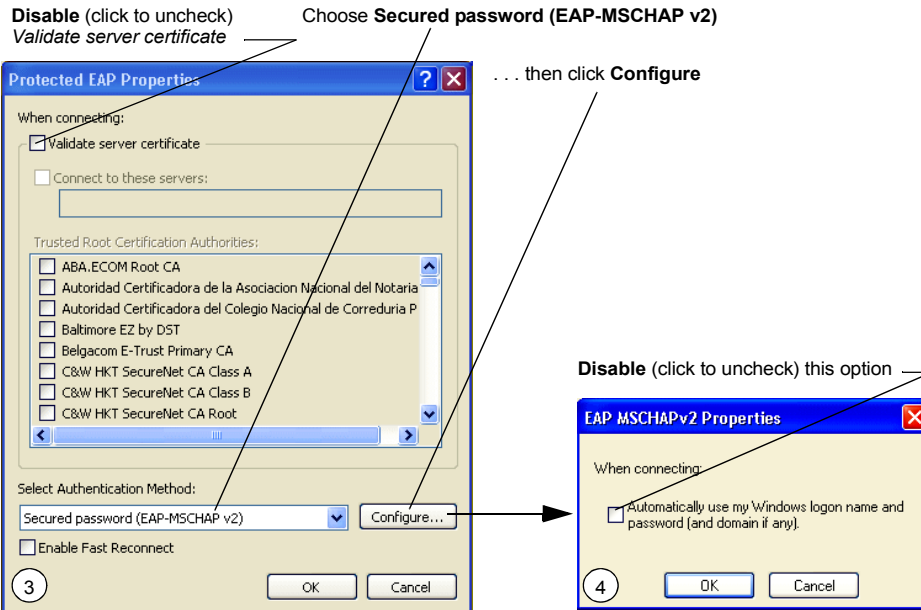 Disable (click to uncheck)
Validate server certificate
Choose Secured password (EAP-MSCHAP v2)
. . . then click Configure
Protected EAP Properties
When connecting:
Validate server certificate
Connect to these servers:
Trusted Root Certification Authorities:
ABA.ECOM Root CA
Autoridad Certificadora de la Asociacion Nacional del Notaria
Autoridad Certificadora del Colegio Nacional de Correduria P
Baltimore EZ by DST
Belgacom E-Trust Primary CA
C&W HKT SecureNet CA Class A
C&W HKT SecureNet CA Class B
C&W HKT SecureNet CA Root
Select Authentication Method:
Secured password (EAP-MSCHAP v2)
Configure...
Enable Fast Reconnect
3
OK
Cancel
Disable (click to uncheck) this option
EAP MSCHAPv2 Properties
When connecting:
Automatically use my Windows logon name and
password (and domain if any).
4
OK
Cancel